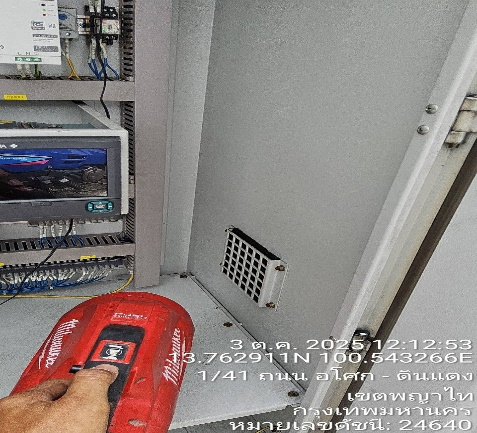 Milwaukee
Milwaukee
3 ต.ค. 2025 12:12:53
13.762911N 100.543266E
1/41 ถนน อโศก - ดินแดง
เขตพญาไท
กรุงเทพมหานคร
หมายเลขดัชนี: 24640